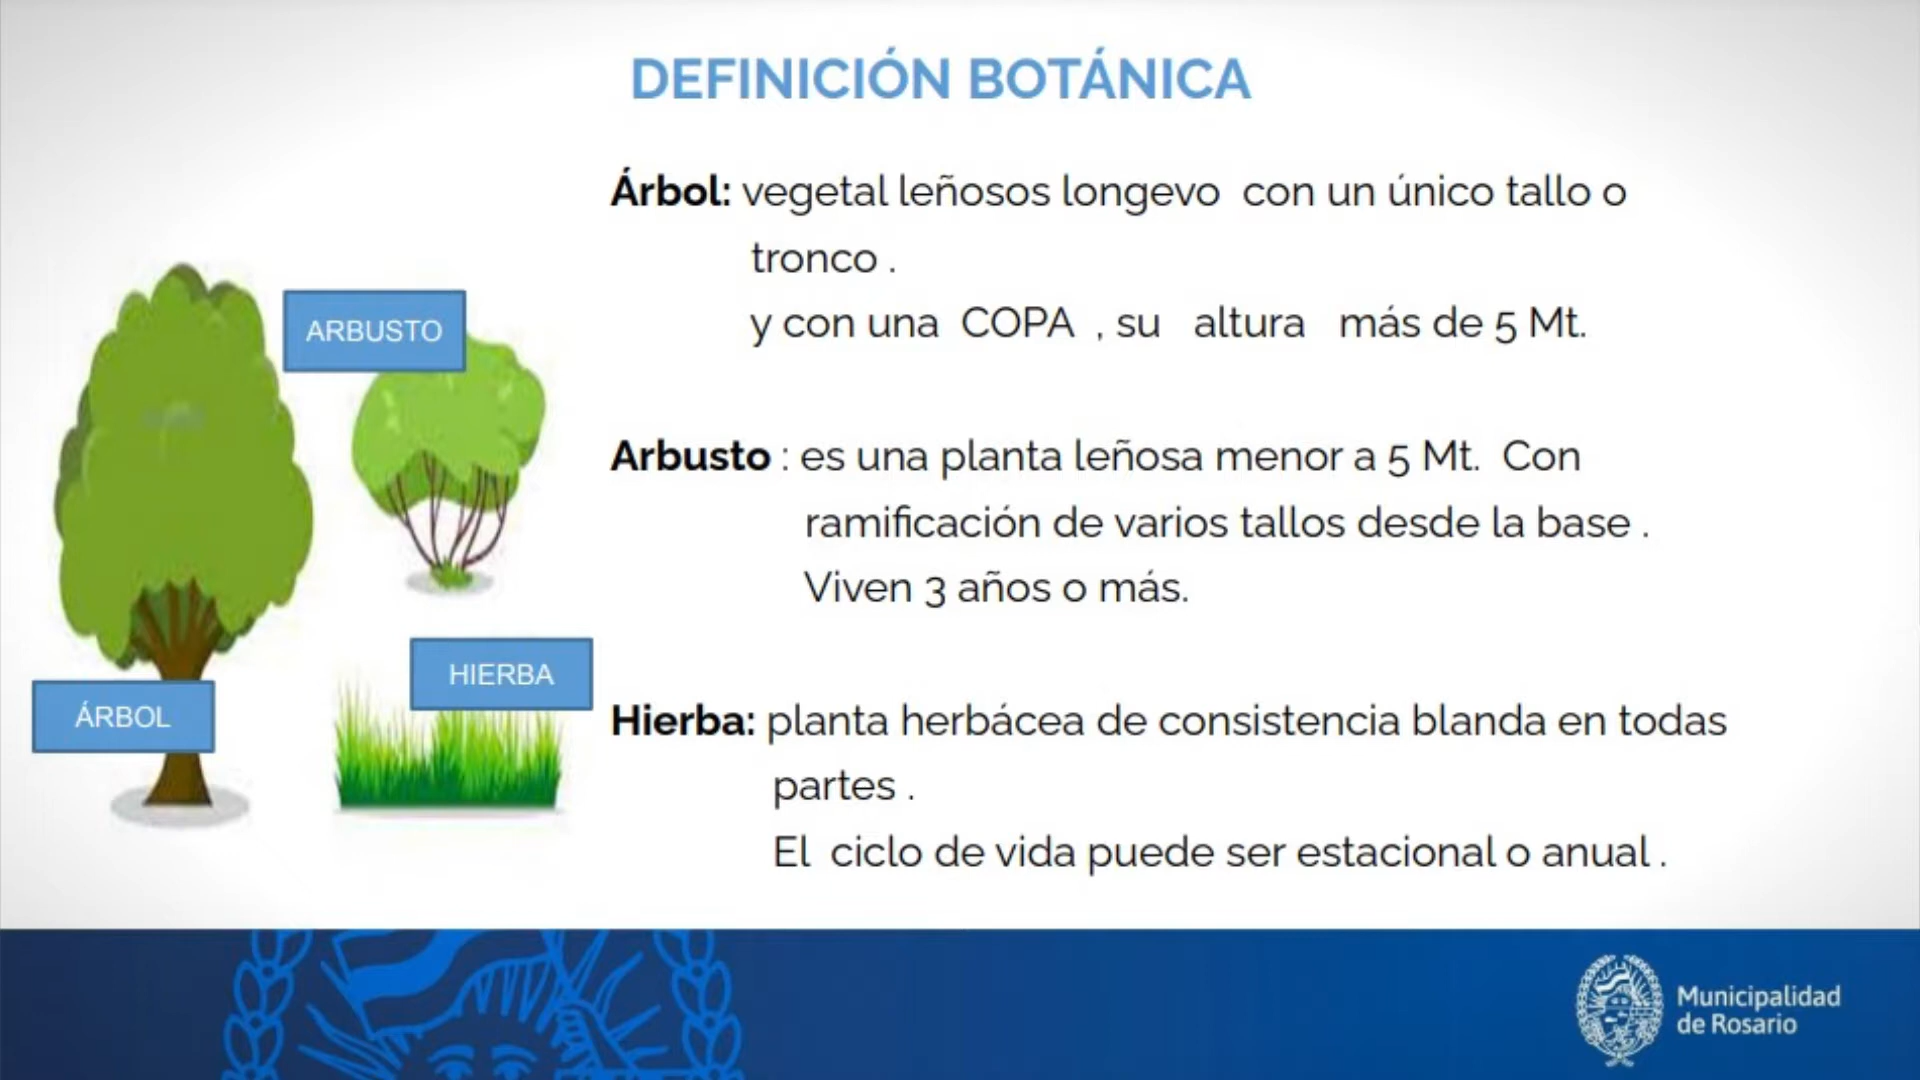 DEFINICIÓN BOTÁNICA
Árbol: vegetal leñosos longevo con un único tallo o
tronco .
y con una COPA , su altura más de 5 Mt.
ARBUSTO
Arbusto : es una planta leñosa menor a 5 Mt. Con
ramificación de varios tallos desde la base .
Viven 3 años o más.
HIERBA
ÁRBOL
Hierba: planta herbácea de consistencia blanda en todas
partes .
El ciclo de vida puede ser estacional o anual .
Municipalidad
de Rosario